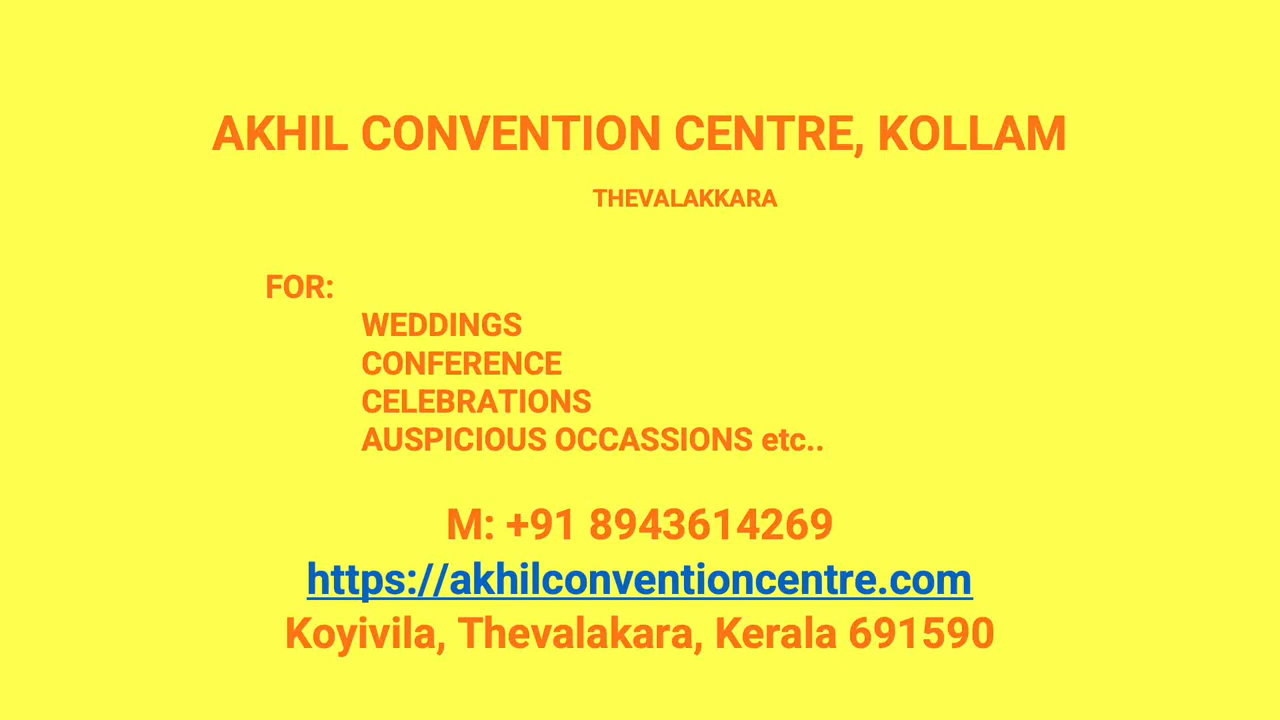 AKHIL CONVENTION CENTRE, KOLLAM
THEVALAKKARA
FOR:
WEDDINGS
CONFERENCE
CELEBRATIONS
AUSPICIOUS OCCASSIONS etc..
M: +91 8943614269
https://akhilconventioncentre.com
Koyivila, Thevalakara, Kerala 691590